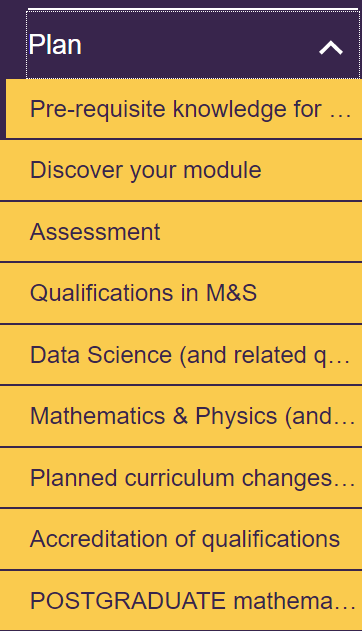 Plan
Pre-requisite knowledge for ...
Discover your module
Assessment
Qualifications in M&S
Data Science (and related q...
Mathematics & Physics (and...
Planned curriculum changes...
Accreditation of qualifications
POSTGRADUATE mathema...